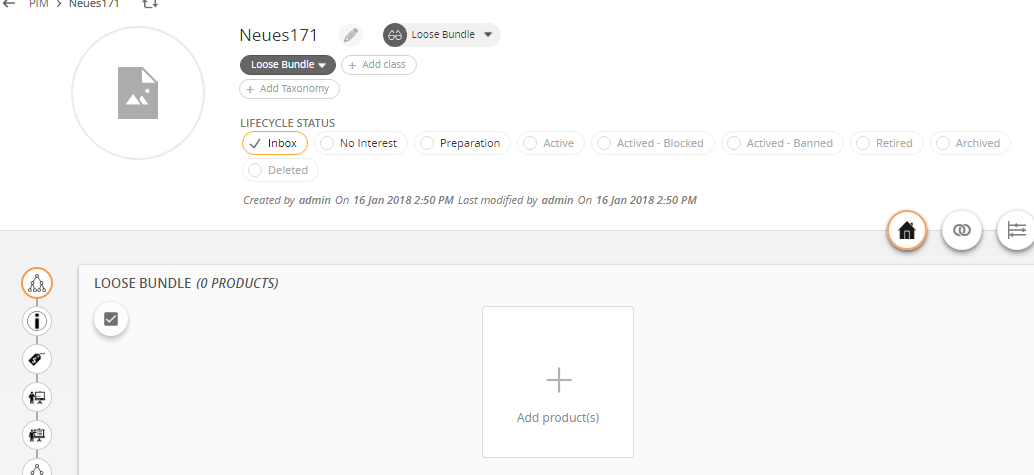 PIM > Neues171
Neues171 Loose Bundle
Loose Bundle + Add class
+ Add Taxonomy
LIFECYCLE STATUS
Inbox No Interest Preparation Active Actived - Blocked Actived - Banned Retired Archived
Deleted
Created by admin On 16 Jan 2018 2:50 PM Last modified by admin On 16 Jan 2018 2:50 PM
LOOSE BUNDLE (0 PRODUCTS)
Add product(s)